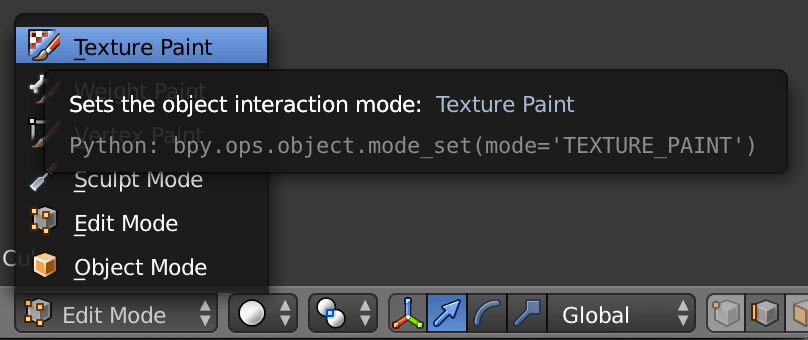 Texture Paint
Weight Paint
Sets the object interaction mode: Texture Paint
Vertex Paint
Python: bpy.ops.object.mode_set(mode='TEXTURE_PAINT')
Sculpt Mode
Edit Mode
Object Mode
Edit Mode
Global